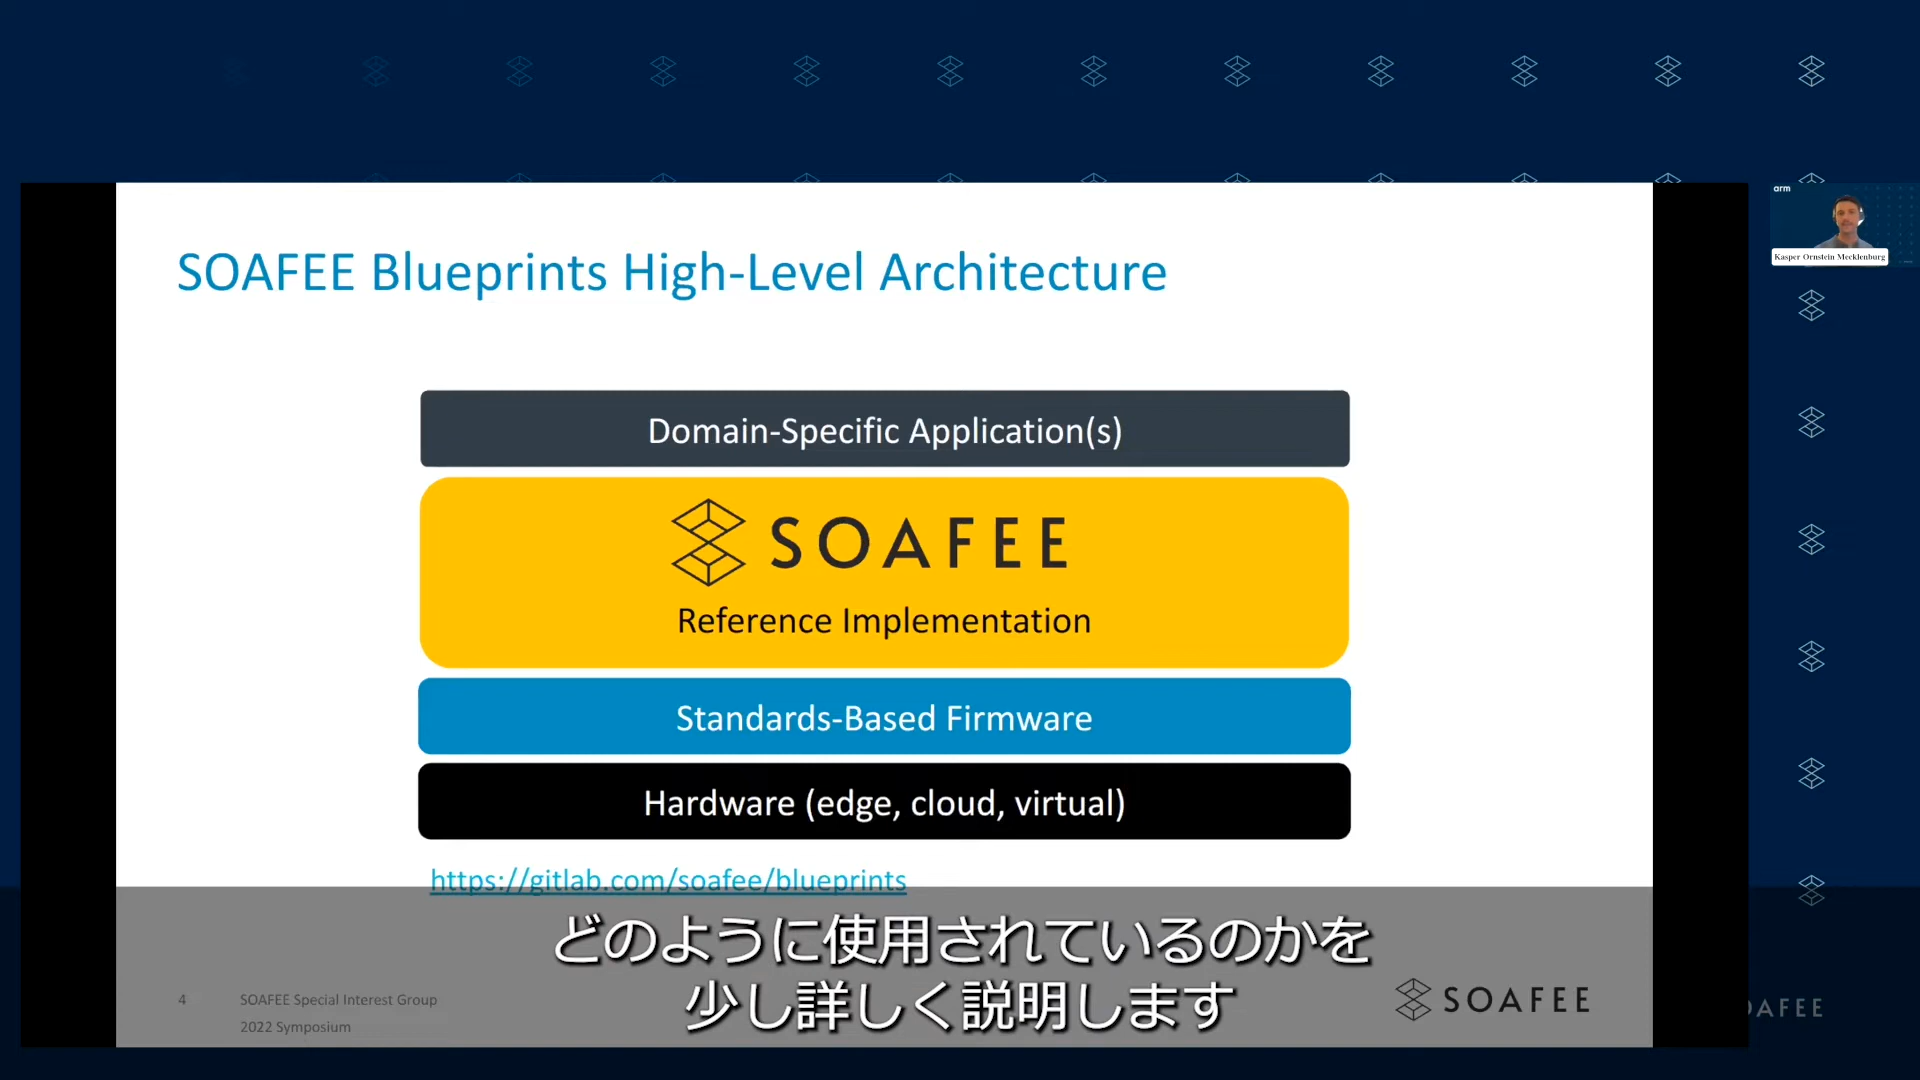 SOAFEE Blueprints High-Level Architecture
arm
Kasper Ornstein Mecklenburg
Domain-Specific Application(s)
SOAFEE
Reference Implementation
Standards-Based Firmware
Hardware (edge, cloud, virtual)
https://gitlab.com/soafee/blueprints
どのように使用されているのかを
少し詳しく説明します
4
SOAFEE Special Interest Group
2022 Symposium
SOAFEE
OAFEE